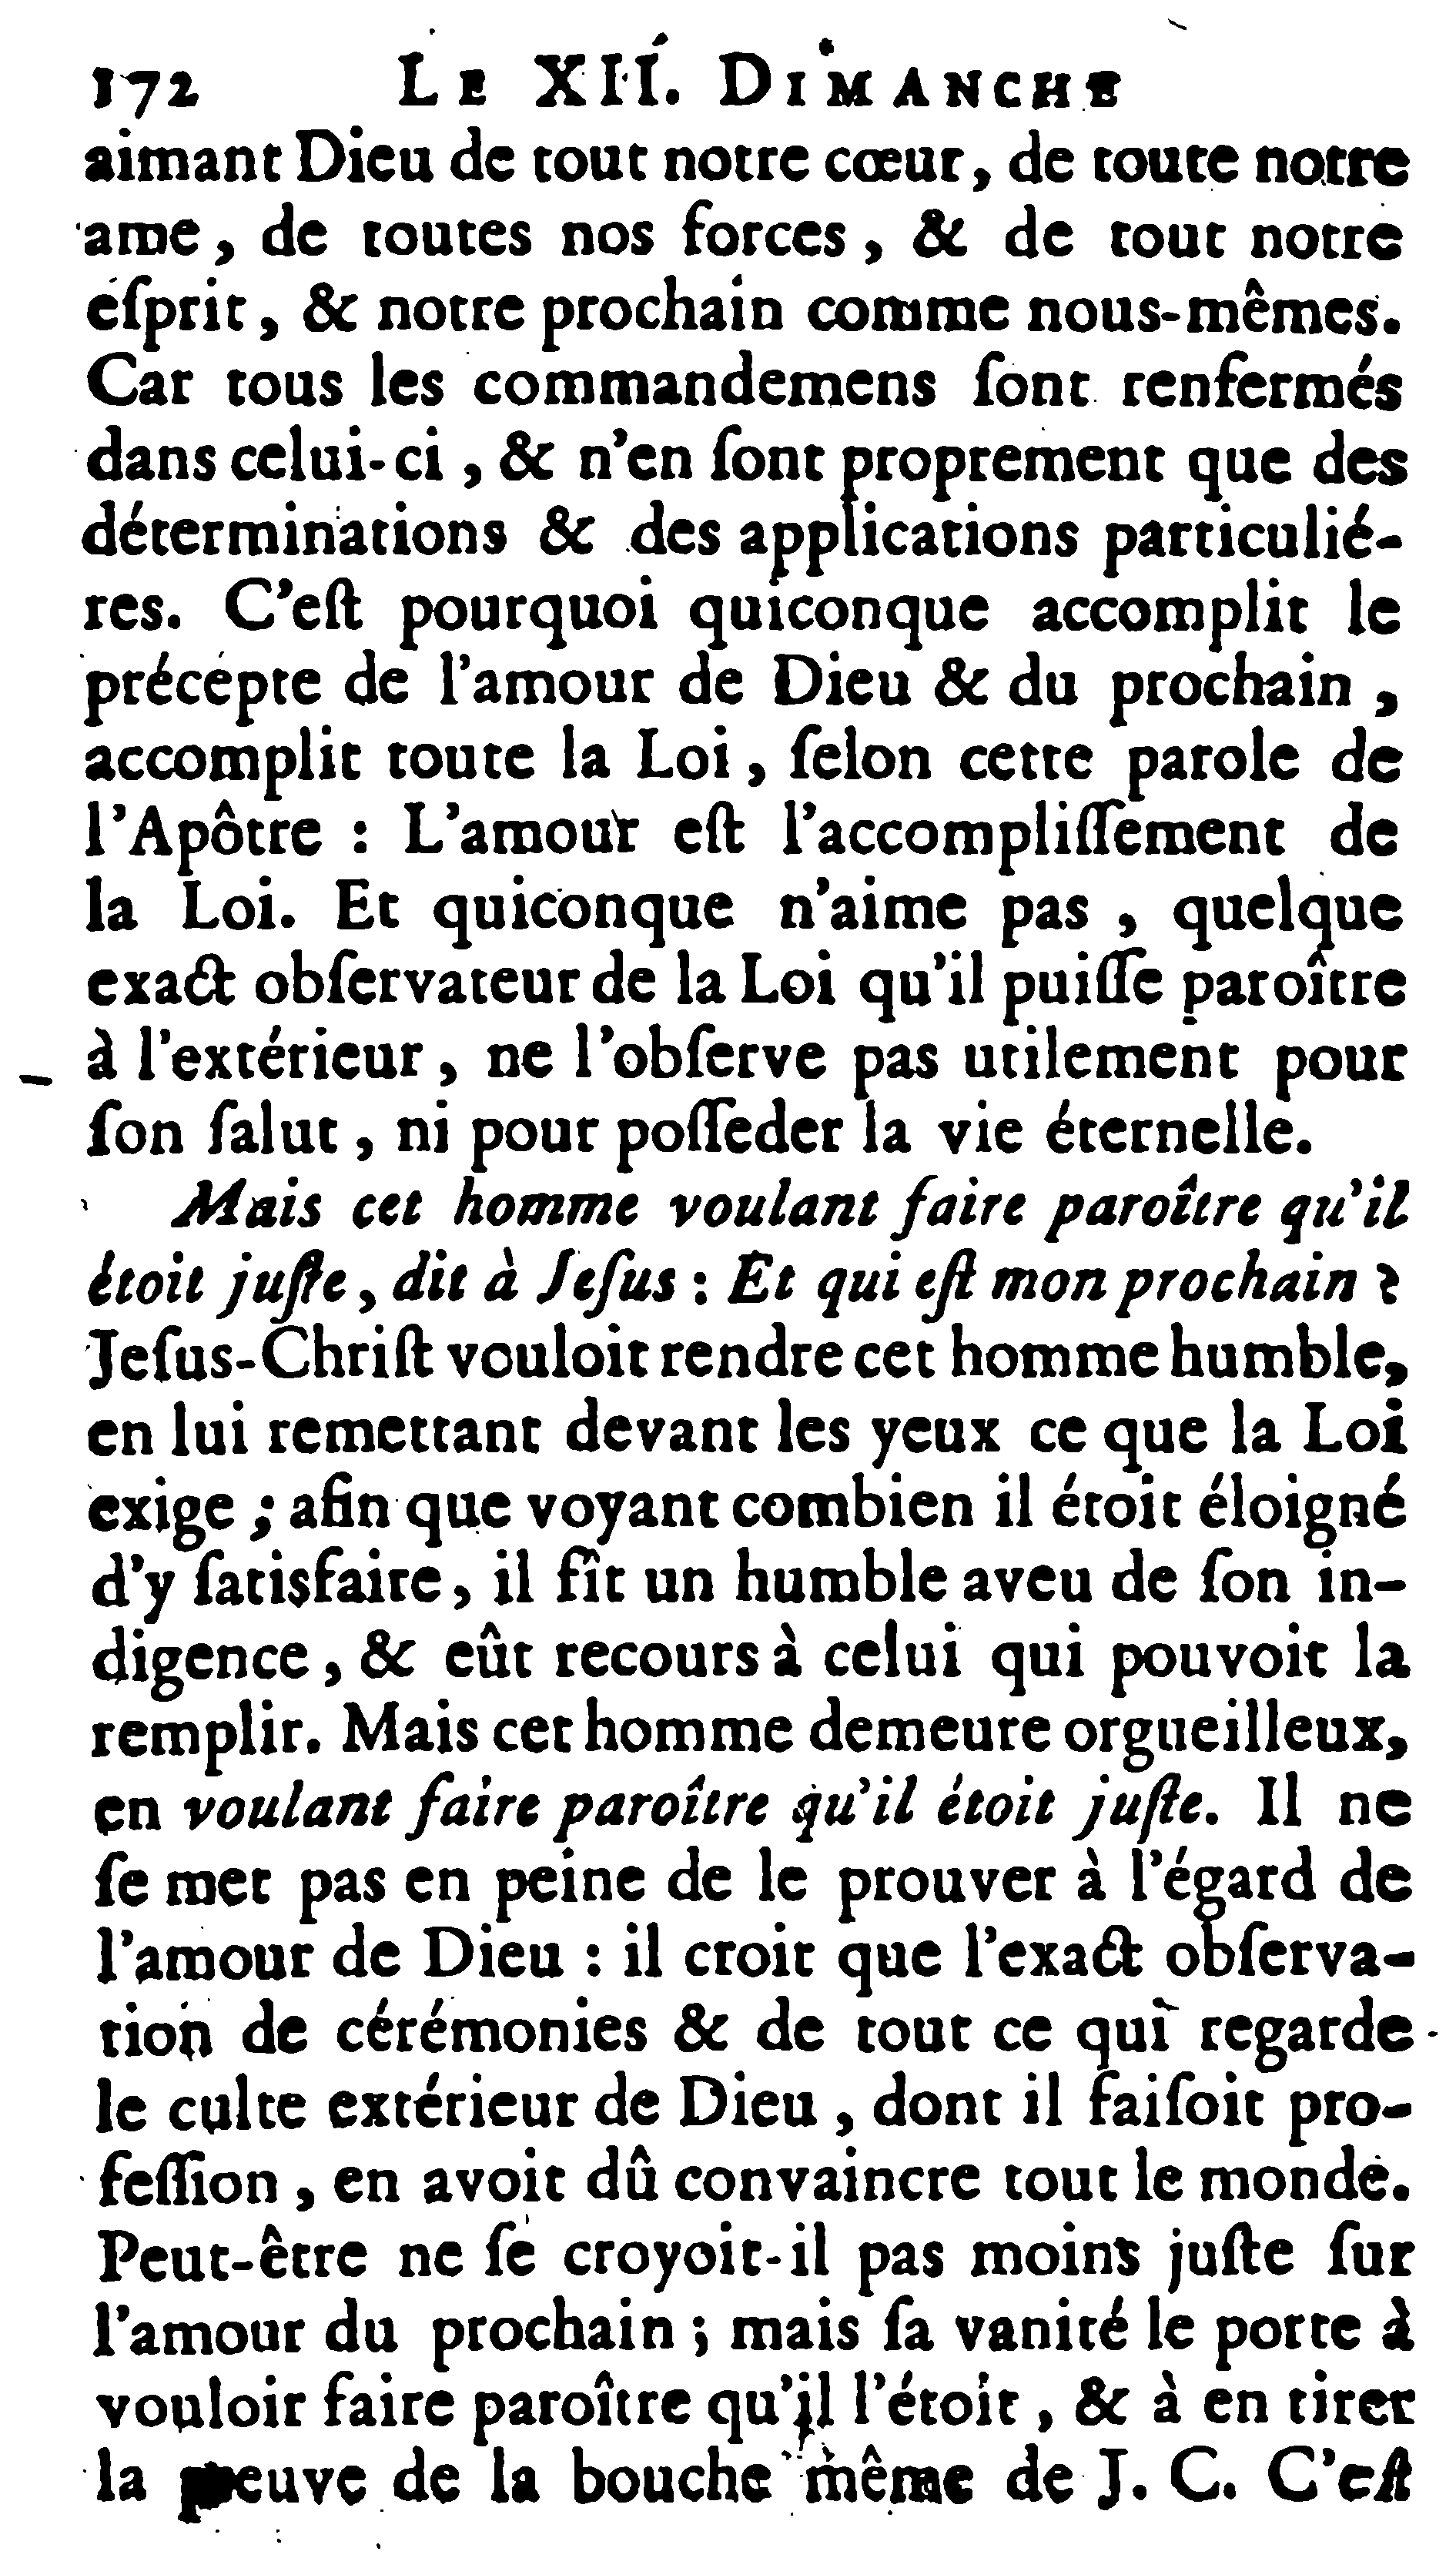 172 LE XII. DIMANCHE
aimant Dieu de tout notre cœur, de toute notre
ame, de toutes nos forces, & de tout notre
eſprit, & notre prochain comme nous-mêmes.
Car tous les commandemens ſont renfermés
dans celui-ci, & n'en ſont proprement que des
déterminations & des applications particulié-
res. C'eſt pourquoi quiconque accomplit le
précepte de l'amour de Dieu & du prochain,
accomplit toute la Loi, ſelon cette parole de
l'Apôtre : L'amour eſt l'accompliſſement de
la Loi. Et quiconque n'aime pas, quelque
exact obſervateur de la Loi qu'il puiſſe paroître
à l'extérieur, ne l'obſerve pas utilement pour
ſon ſalut, ni pour poſſeder la vie éternelle.
Mais cet homme voulant faire paroître qu'il
étoit juſte, dit à Jeſus : Et qui eſt mon prochain ?
Jeſus-Chriſt vouloit rendre cet homme humble,
en lui remettant devant les yeux ce que la Loi
exige ; afin que voyant combien il étoit éloigné
d'y ſatisfaire, il fît un humble aveu de ſon in-
digence, & eût recours à celui qui pouvoit la
remplir. Mais cet homme demeure orgueilleux,
en voulant faire paroître qu'il étoit juſte. Il ne
ſe met pas en peine de le prouver à l'égard de
l'amour de Dieu : il croit que l'exact obſerva-
tion de cérémonies & de tout ce qui regarde
le culte extérieur de Dieu, dont il faiſoit pro-
feſſion, en avoit dû convaincre tout le monde.
Peut-être ne ſe croyoit-il pas moins juſte ſur
l'amour du prochain ; mais ſa vanité le porte à
vouloir faire paroître qu'il l'étoit, & à en tirer
la preuve de la bouche même de J. C. C'eſt